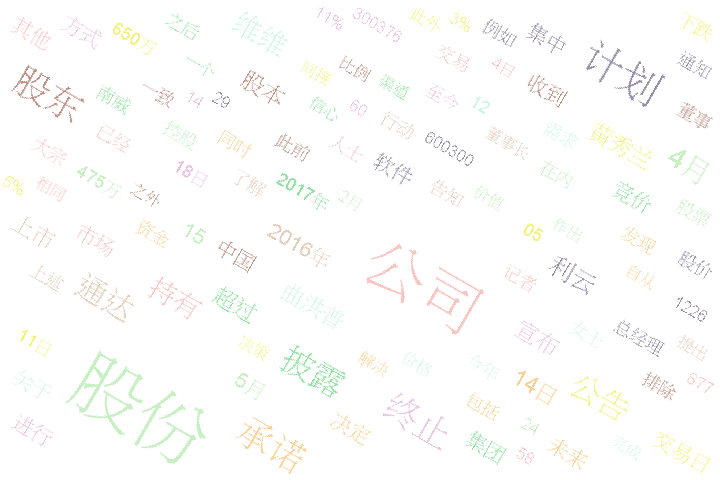 其他 方式 650万 之后 维维 11% 300376 此外 3% 例如 集中 下跌
一个 阿揆 比例 渠道 交易 4日 收到 计划 通知
股东 南威 一致 14 29 股本 信心 60 至今 12 董事
大宗 已经 控股 同时 此前 人士 行动 600300 董事长 需求 黄秀兰 4月
5% 相同 475万 之外 18日 了解 2017年 2月 软件 告知 价值 在内 竞价 股票
上市 市场 资金 15 中国 2016年 05 作出 发现 股价
上述 通达 持有 超过 曲洪普 公司 记者 利云 自从 1226
11日 决策 披露 解决 价格 今年 宣布 女士 总经理 提出
关于 股份 5月 14日 公告 排除 577
进行 承诺 决定 终止 包括 24 集团 58 未来 完成 交易日